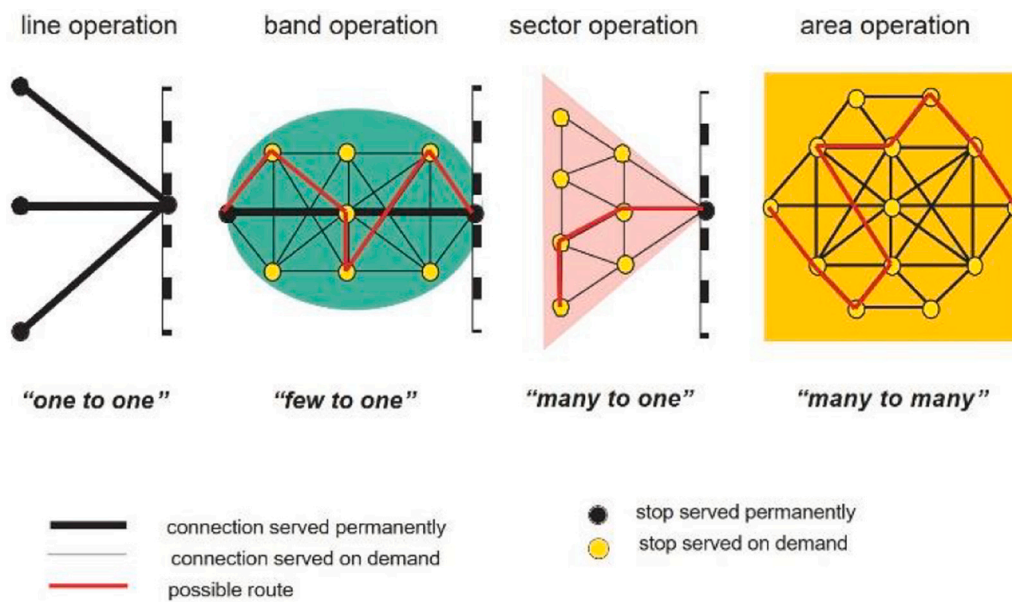 line operation
band operation
sector operation
area operation
“one to one”
“few to one”
“many to one”
“many to many”
connection served permanently
connection served on demand
possible route
stop served permanently
stop served on demand